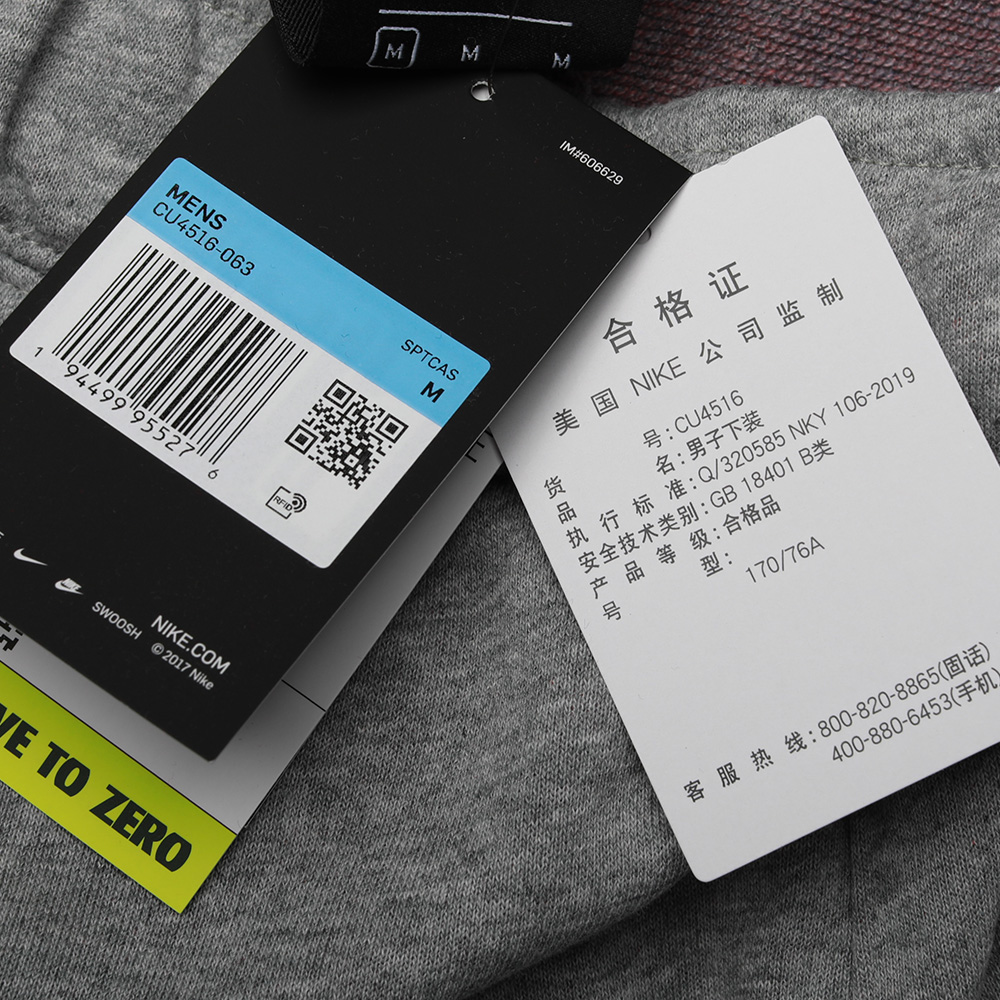 M M M
IM#606629
MENS
CU4516-063
SPTCAS
M
1 94499 95527 6
RFID
SWOOSH
NIKE.COM
© 2017 Nike
VE TO ZERO
合格证
美国 NIKE 公司监制
货号:CU4516
品名:男子下装
执行标准:Q/320585 NKY 106-2019
安全技术类别:GB 18401 B类
产品等级:合格品
号型: 170/76A
客服热线:800-820-8865(固话)
400-880-6453(手机)